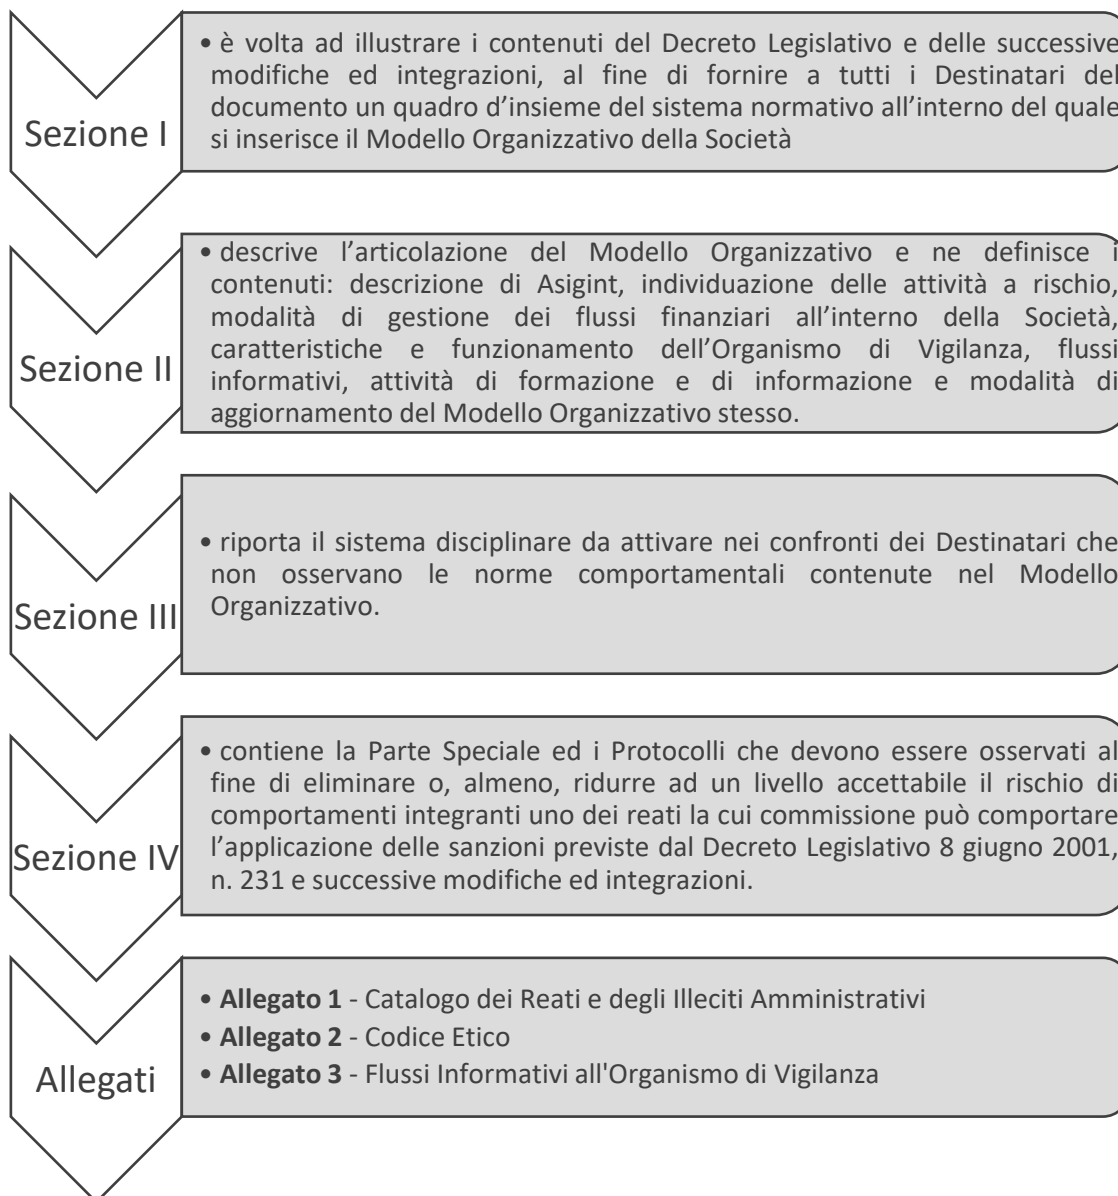 Sezione I
• è volta ad illustrare i contenuti del Decreto Legislativo e delle successive
modifiche ed integrazioni, al fine di fornire a tutti i Destinatari del
documento un quadro d’insieme del sistema normativo all’interno del quale
si inserisce il Modello Organizzativo della Società
Sezione II
• descrive l’articolazione del Modello Organizzativo e ne definisce i
contenuti: descrizione di Asigint, individuazione delle attività a rischio,
modalità di gestione dei flussi finanziari all’interno della Società,
caratteristiche e funzionamento dell’Organismo di Vigilanza, flussi
informativi, attività di formazione e di informazione e modalità di
aggiornamento del Modello Organizzativo stesso.
Sezione III
• riporta il sistema disciplinare da attivare nei confronti dei Destinatari che
non osservano le norme comportamentali contenute nel Modello
Organizzativo.
Sezione IV
• contiene la Parte Speciale ed i Protocolli che devono essere osservati al
fine di eliminare o, almeno, ridurre ad un livello accettabile il rischio di
comportamenti integranti uno dei reati la cui commissione può comportare
l’applicazione delle sanzioni previste dal Decreto Legislativo 8 giugno 2001,
n. 231 e successive modifiche ed integrazioni.
Allegati
• Allegato 1 - Catalogo dei Reati e degli Illeciti Amministrativi
• Allegato 2 - Codice Etico
• Allegato 3 - Flussi Informativi all'Organismo di Vigilanza